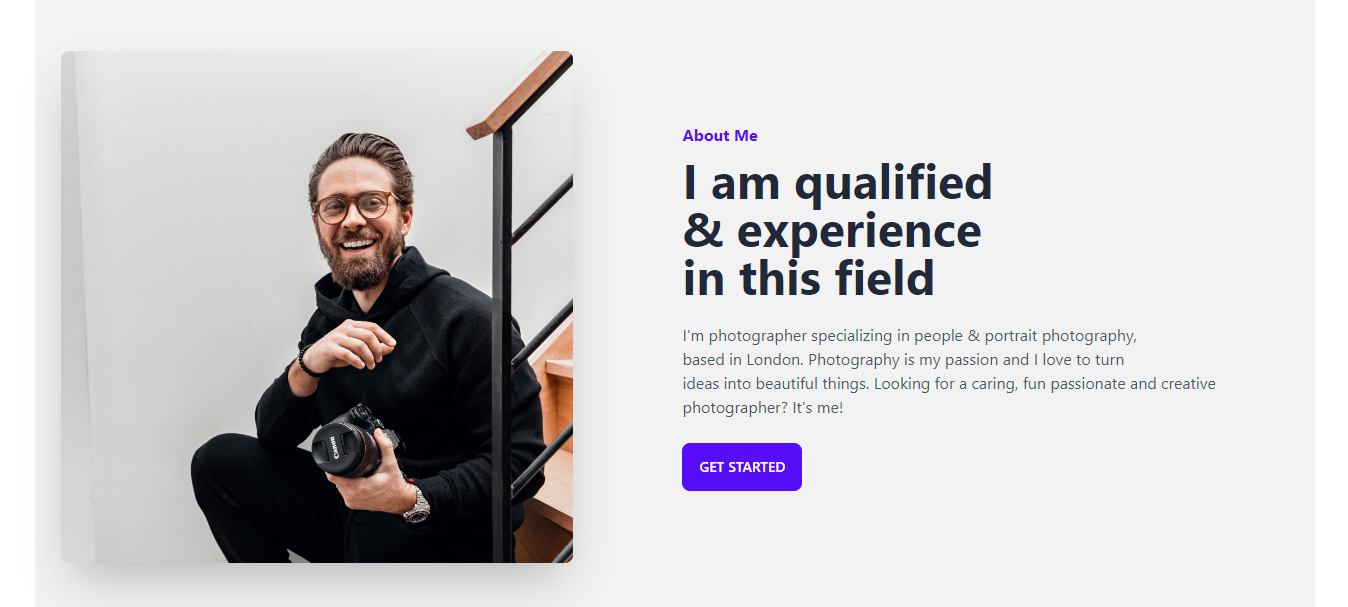 About Me
I am qualified
& experience
in this field
I'm photographer specializing in people & portrait photography,
based in London. Photography is my passion and I love to turn
ideas into beautiful things. Looking for a caring, fun passionate and creative
photographer? It's me!
GET STARTED
Canon